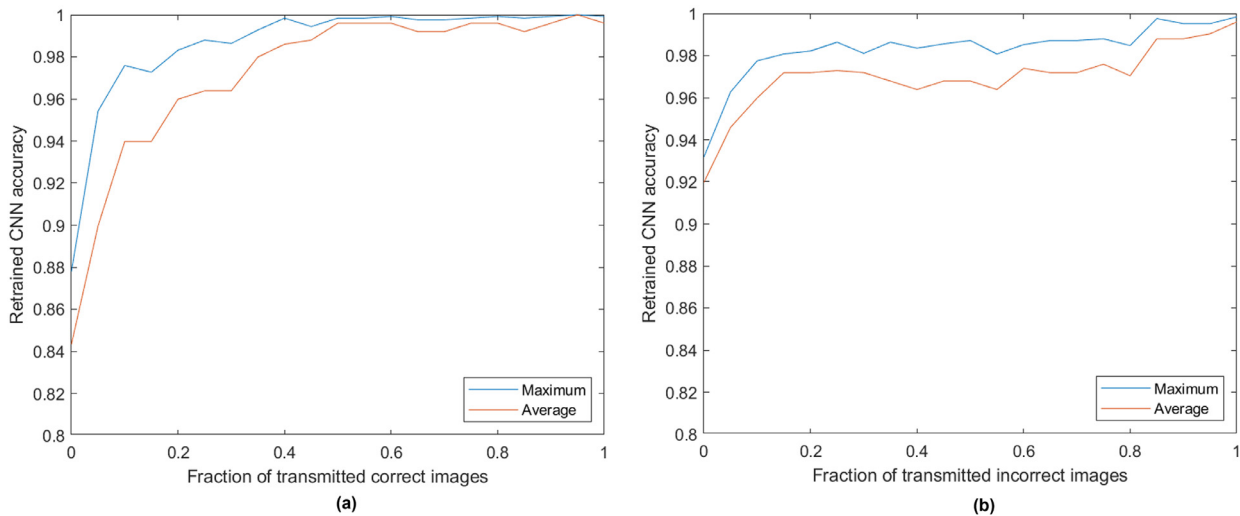 1
0.98
0.96
0.94
0.92
0.9
0.88
0.86
0.84
0.82
0.8
Retrained CNN accuracy
Maximum
Average
0 0.2 0.4 0.6 0.8 1
Fraction of transmitted correct images
(a)
1
0.98
0.96
0.94
0.92
0.9
0.88
0.86
0.84
0.82
0.8
Retrained CNN accuracy
Maximum
Average
0 0.2 0.4 0.6 0.8 1
Fraction of transmitted incorrect images
(b)